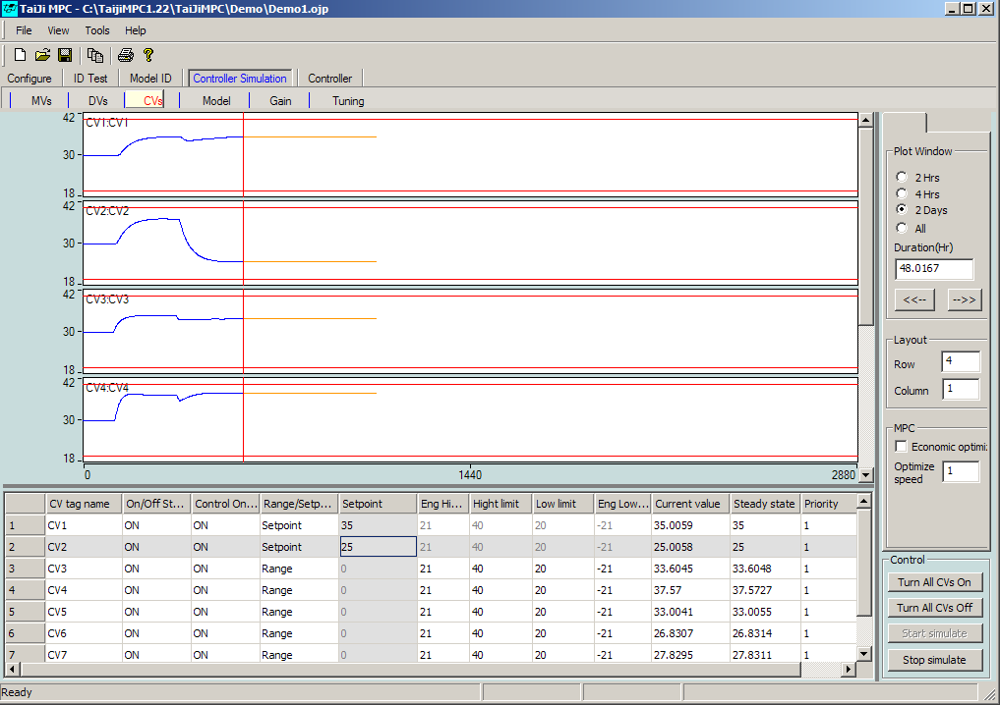 TaiJi MPC - C:\TaijiMPC1.22\TaiJiMPC\Demo\Demo1.ojp
File View Tools Help
Configure ID Test Model ID Controller Simulation Controller
MVs DVs CVs Model Gain Tuning
42 CV1:CV1
30
18
42 CV2:CV2
30
18
42 CV3:CV3
30
18
42 CV4:CV4
30
18
0 1440 2880
Plot Window
2 Hrs
4 Hrs
2 Days
All
Duration(Hr)
48.0167
<<-- -->>
Layout
Row 4
Column 1
MPC
Economic optimi
Optimize speed 1
CV tag name On/Off St... Control On... Range/Setp... Setpoint Eng Hi... Hight limit Low limit Eng Low... Current value Steady state Priority
1 CV1 ON ON Setpoint 35 21 40 20 -21 35.0059 35 1
2 CV2 ON ON Setpoint 25 21 40 20 -21 25.0058 25 1
3 CV3 ON ON Range 0 21 40 20 -21 33.6045 33.6048 1
4 CV4 ON ON Range 0 21 40 20 -21 37.57 37.5727 1
5 CV5 ON ON Range 0 21 40 20 -21 33.0041 33.0055 1
6 CV6 ON ON Range 0 21 40 20 -21 26.8307 26.8314 1
7 CV7 ON ON Range 0 21 40 20 -21 27.8295 27.8311 1
Control
Turn All CVs On
Turn All CVs Off
Start simulate
Stop simulate
Ready